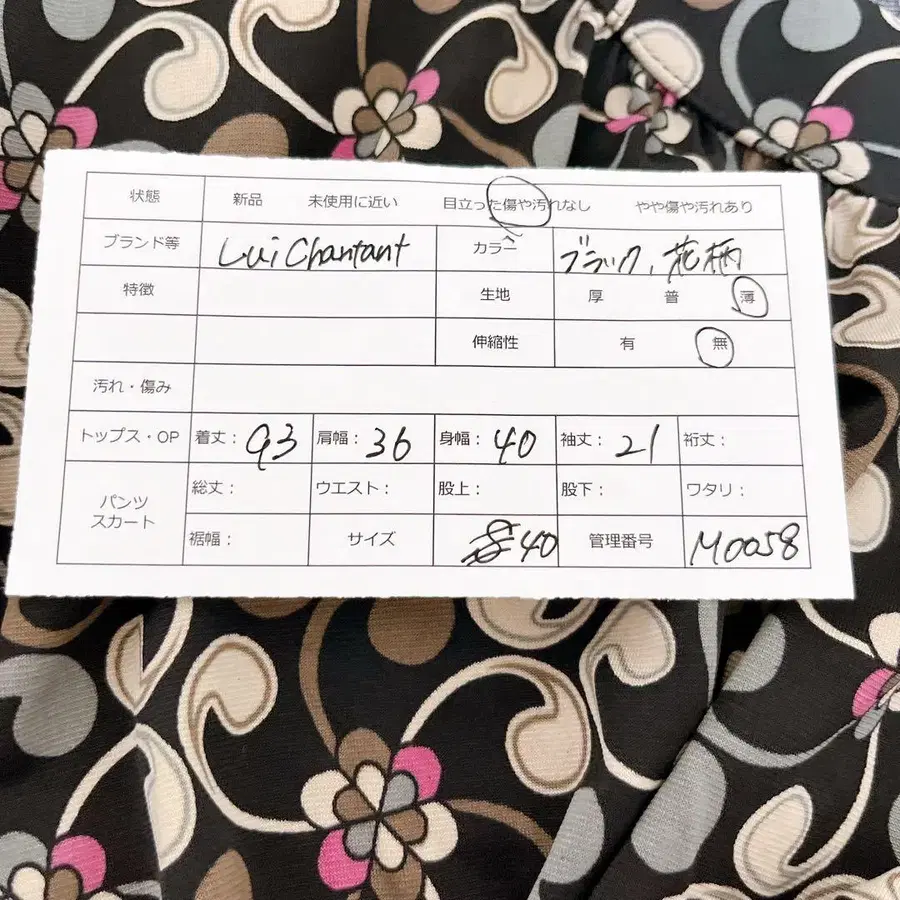 状態 新品 未使用に近い 目立った傷や汚れなし やや傷や汚れあり
ブランド等 Lui Chantant カラー ブラック、花柄
特徴 生地 厚 普 薄
伸縮性 有 無
汚れ・傷み
トップス・OP 着丈: 93 肩幅: 36 身幅: 40 袖丈: 21 裄丈:
パンツ スカート 総丈: ウエスト: 股上: 股下: ワタリ:
裾幅: サイズ 40 管理番号 M0058